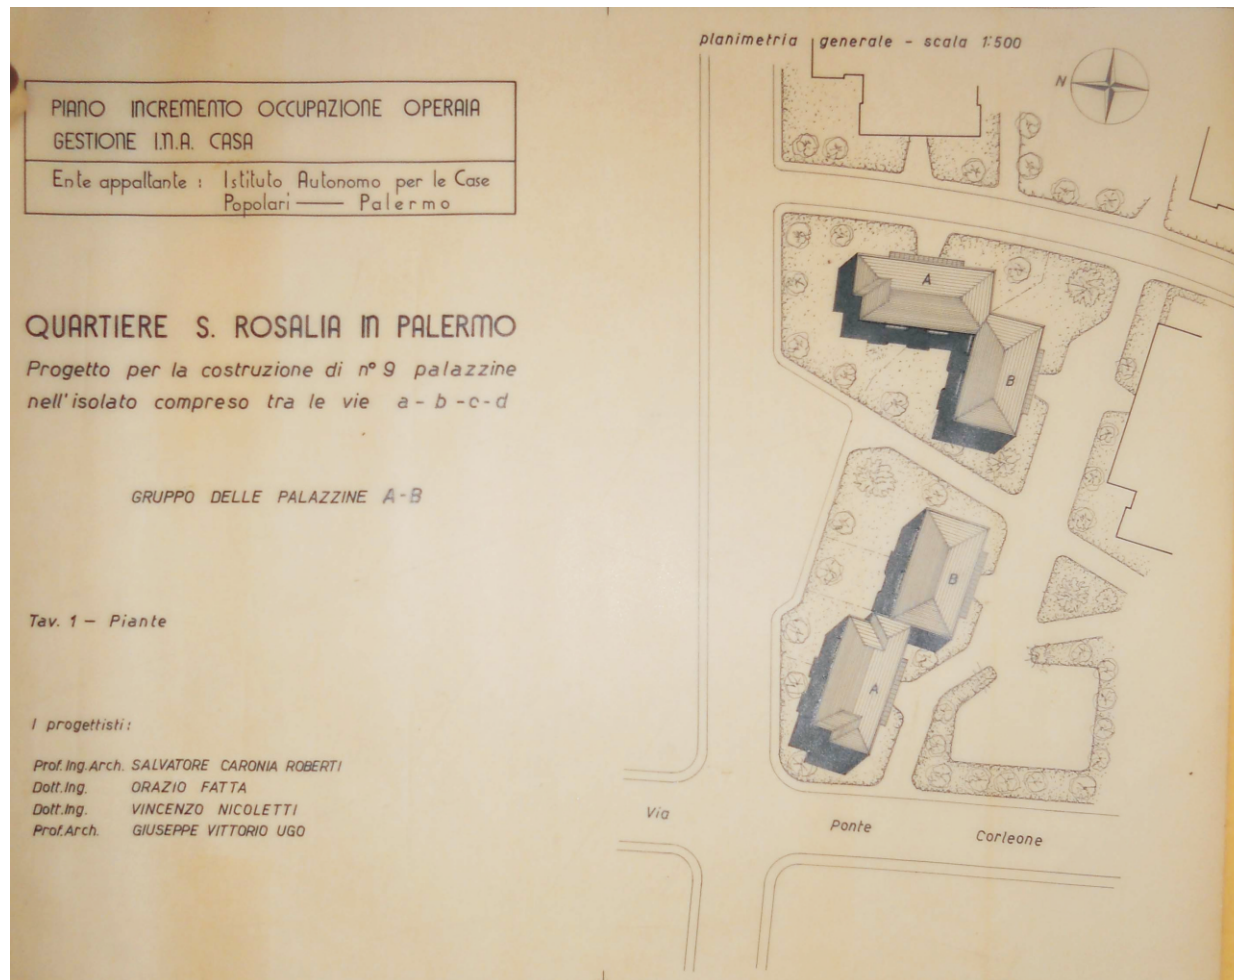 planimetria generale - scala 1:500
N
PIANO INCREMENTO OCCUPAZIONE OPERAIA
GESTIONE I.N.A. CASA
Ente appaltante : Istituto Autonomo per le Case
Popolari — Palermo
QUARTIERE S. ROSALIA IN PALERMO
Progetto per la costruzione di n° 9 palazzine
nell'isolato compreso tra le vie a - b - c - d
GRUPPO DELLE PALAZZINE A - B
Tav. 1 — Piante
I progettisti :
Prof. Ing. Arch. SALVATORE CARONIA ROBERTI
Dott. Ing. ORAZIO FATTA
Dott. Ing. VINCENZO NICOLETTI
Prof. Arch. GIUSEPPE VITTORIO UGO
A
B
B
A
Via Ponte Corleone